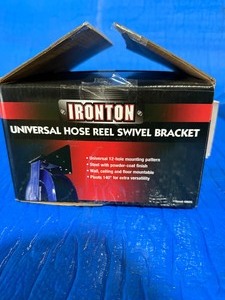 IRONTON
UNIVERSAL HOSE REEL SWIVEL BRACKET
• Universal 12-hole mounting pattern
• Steel with powder-coat finish
• Wall, ceiling and floor mountable
• Pivots 140° for extra versatility